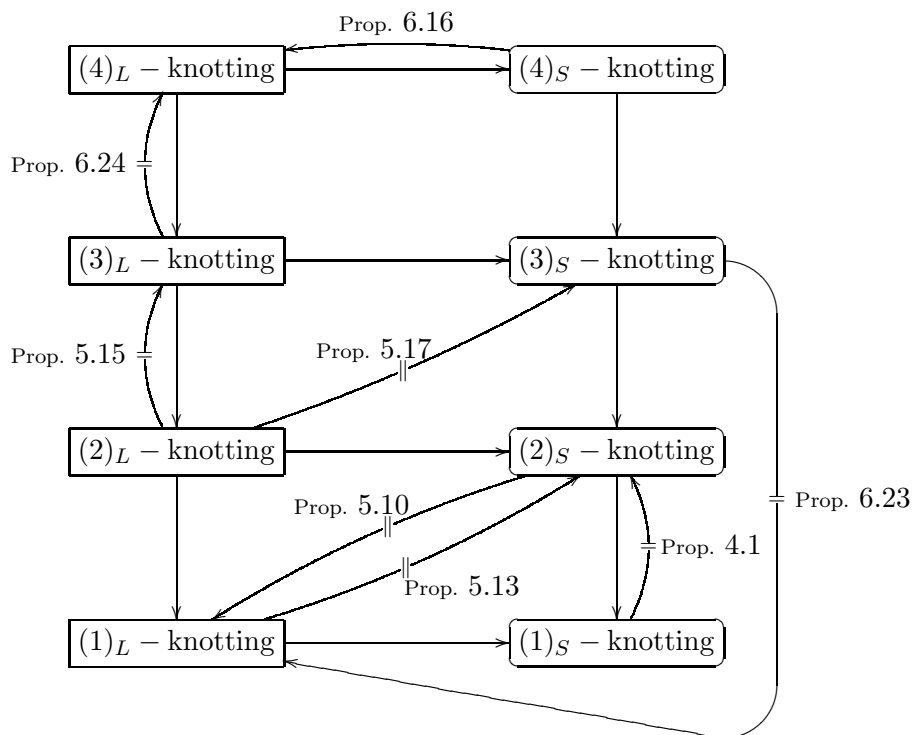 Prop. 6.16
(4)_L − knotting
(4)_S − knotting
Prop. 6.24
(3)_L − knotting
(3)_S − knotting
Prop. 5.15
Prop. 5.17
(2)_L − knotting
(2)_S − knotting
Prop. 5.10
Prop. 6.23
Prop. 4.1
Prop. 5.13
(1)_L − knotting
(1)_S − knotting